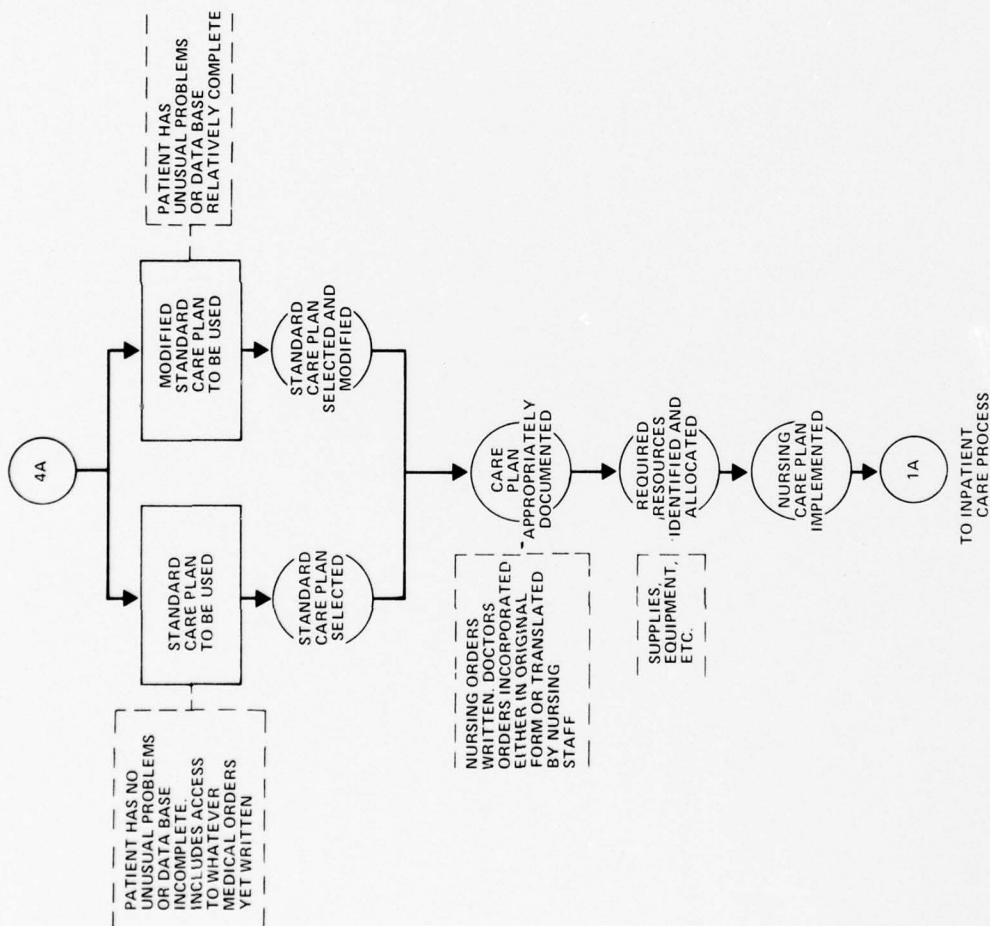 4A
PATIENT HAS NO
UNUSUAL PROBLEMS
OR DATA BASE
INCOMPLETE.
INCLUDES ACCESS
TO WHATEVER
MEDICAL ORDERS
YET WRITTEN
STANDARD
CARE PLAN
TO BE USED
MODIFIED
STANDARD
CARE PLAN
TO BE USED
PATIENT HAS
UNUSUAL PROBLEMS
OR DATA BASE
RELATIVELY COMPLETE
STANDARD
CARE PLAN
SELECTED
STANDARD
CARE PLAN
SELECTED AND
MODIFIED
NURSING ORDERS
WRITTEN. DOCTORS
ORDERS INCORPORATED
EITHER IN ORIGINAL
FORM OR TRANSLATED
BY NURSING
STAFF
CARE
PLAN
APPROPRIATELY
DOCUMENTED
SUPPLIES,
EQUIPMENT,
ETC.
REQUIRED
RESOURCES
IDENTIFIED AND
ALLOCATED
NURSING
CARE PLAN
IMPLEMENTED
1A
TO INPATIENT
CARE PROCESS